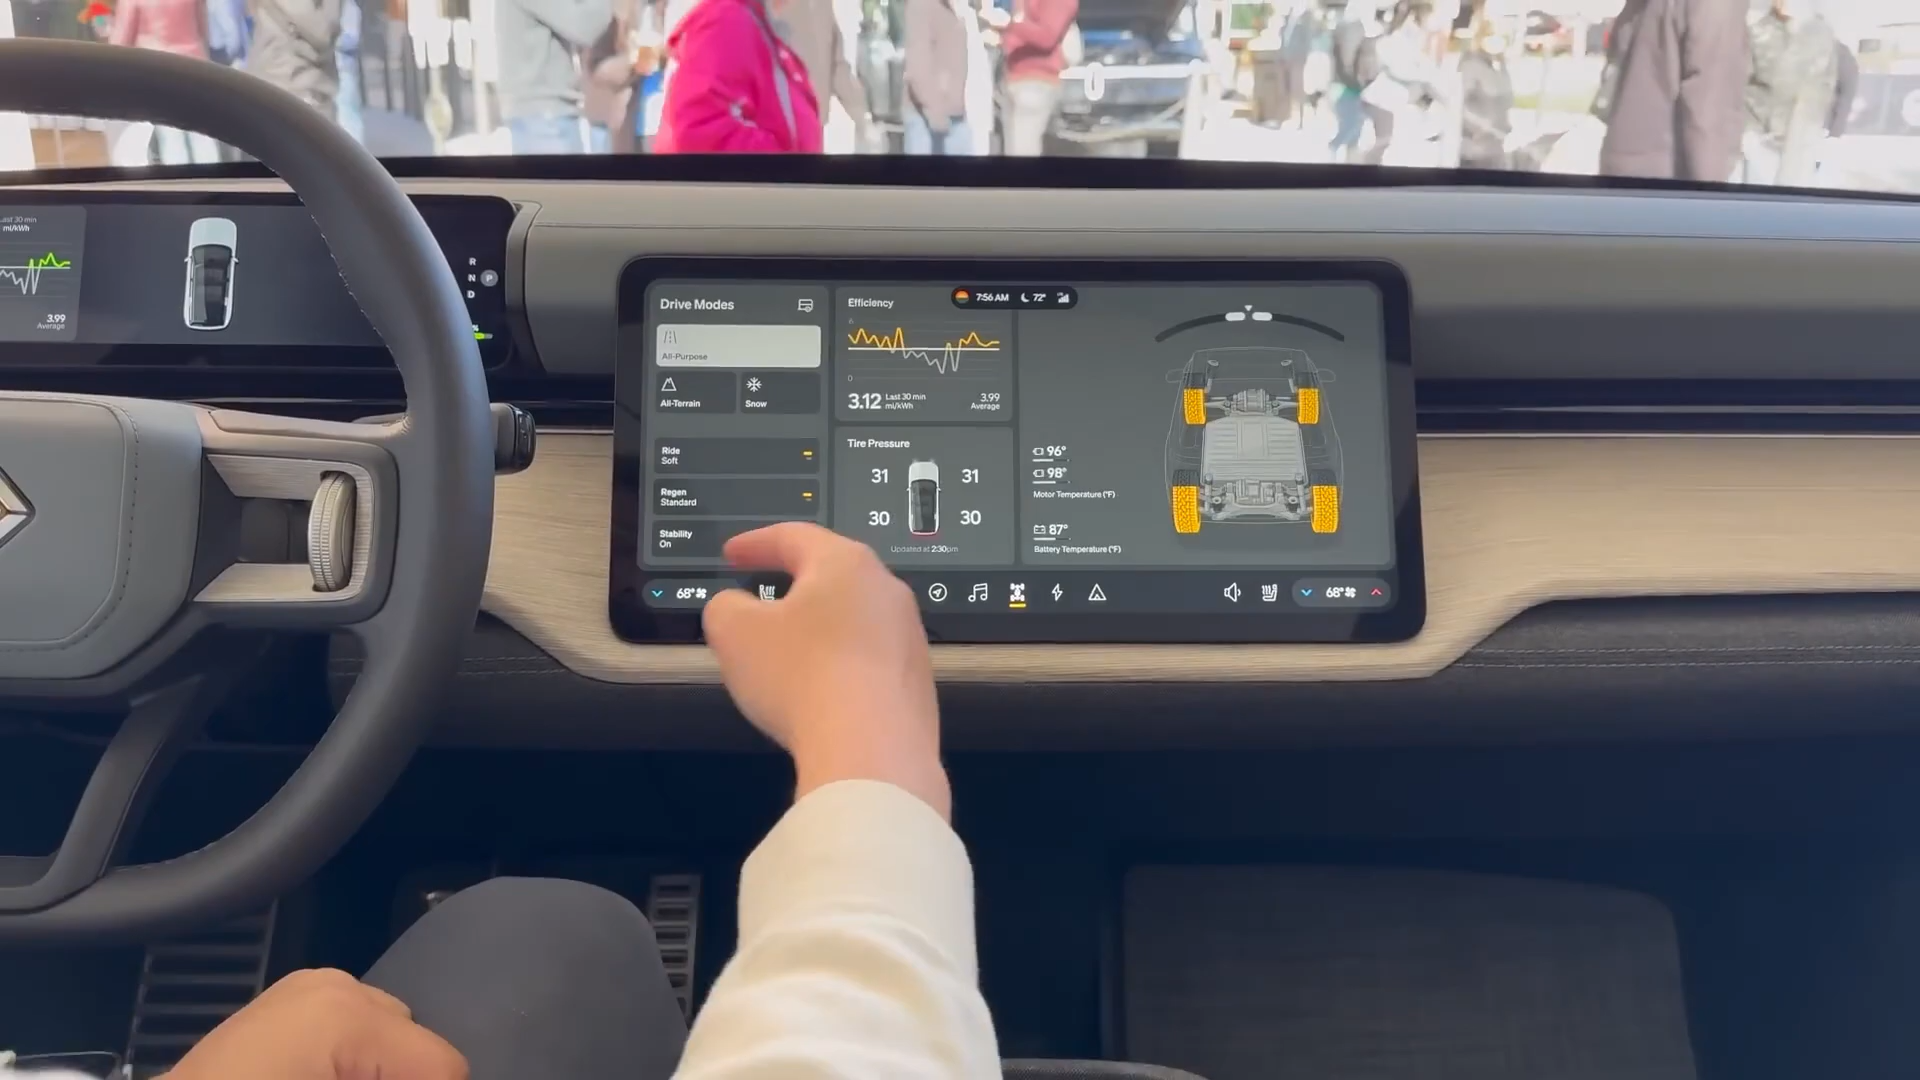 Last 30 min
mi/kWh
3.99
Average
R
N
P
D
%
Drive Modes
All-Purpose
All-Terrain
Snow
Ride
Soft
Regen
Standard
Stability
On
Efficiency
0
3.12
Last 30 min
mi/kWh
3.99
Average
7:56 AM
72°
Tire Pressure
31
31
30
30
Updated at 2:30pm
96°
98°
Motor Temperature (°F)
87°
Battery Temperature (°F)
68°
68°